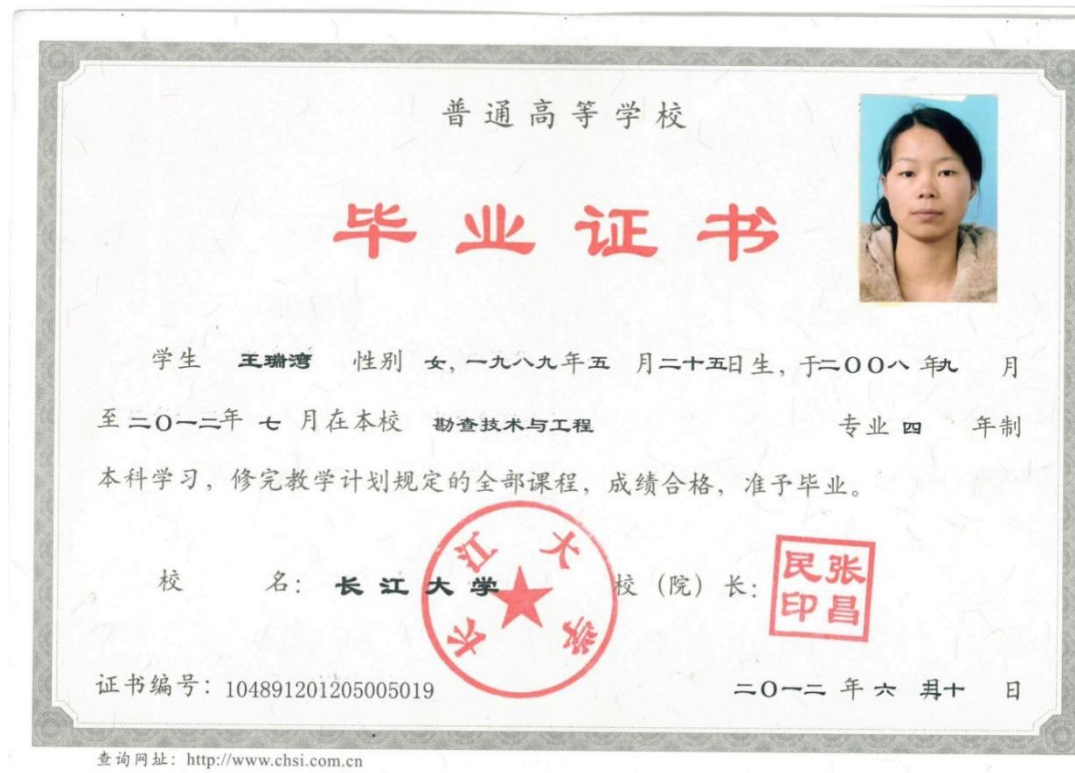 普通高等学校
毕业证书
学生 王瑞湾 性别 女, 一九八九年五 月二十五日生, 于二〇〇八 年九 月
至二〇一二年 七 月在本校 勘查技术与工程 专业 四 年制
本科学习, 修完教学计划规定的全部课程, 成绩合格, 准予毕业。
长江大学
张昌民印
校 名: 长江大学 校 (院) 长:
证书编号: 104891201205005019 二〇一二 年 六 月 十 日
查询网址: http://www.chsi.com.cn